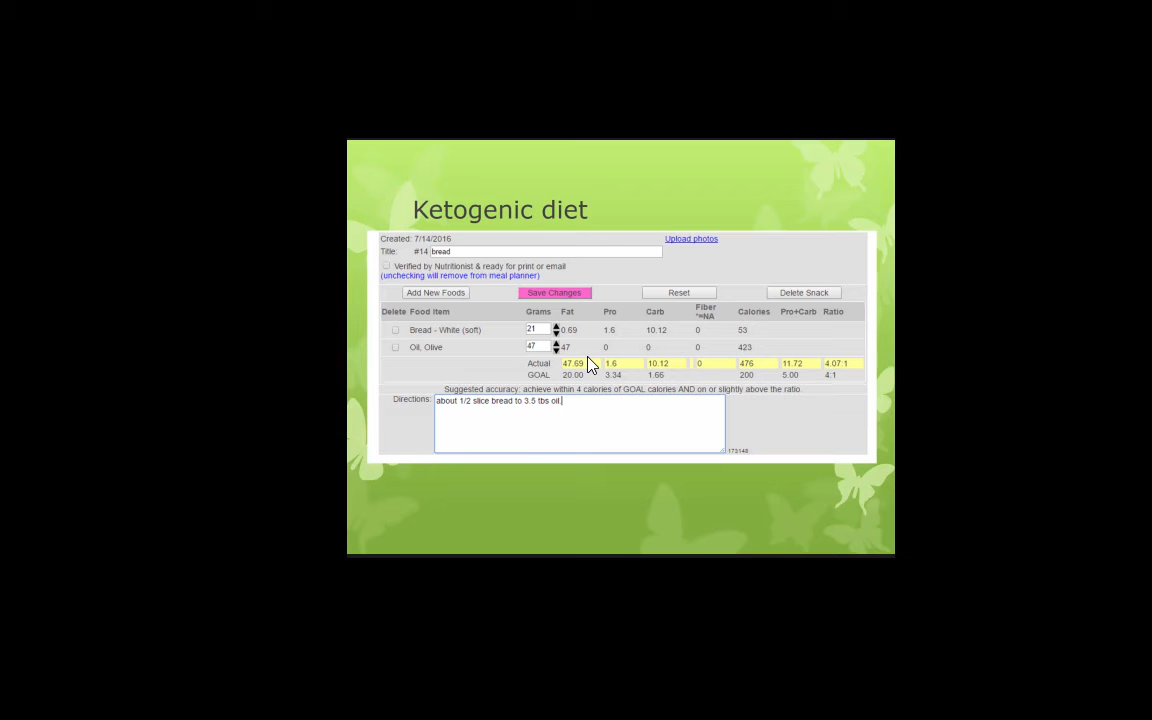 Ketogenic diet
Created: 7/14/2016 Upload photos
Title: #14 bread
Verified by Nutritionist & ready for print or email
(unchecking will remove from meal planner)
Add New Foods Save Changes Reset Delete Snack
Delete Food Item Grams Fat Pro Carb Fiber *=NA Calories Pro+Carb Ratio
Bread - White (soft) 21 0.69 1.6 10.12 0 53
Oil, Olive 47 47 0 0 0 423
Actual 47.69 1.6 10.12 0 476 11.72 4.07:1
GOAL 20.00 3.34 1.66 200 5.00 4:1
Suggested accuracy: achieve within 4 calories of GOAL calories AND on or slightly above the ratio.
Directions: about 1/2 slice bread to 3.5 tbs oil.
173148